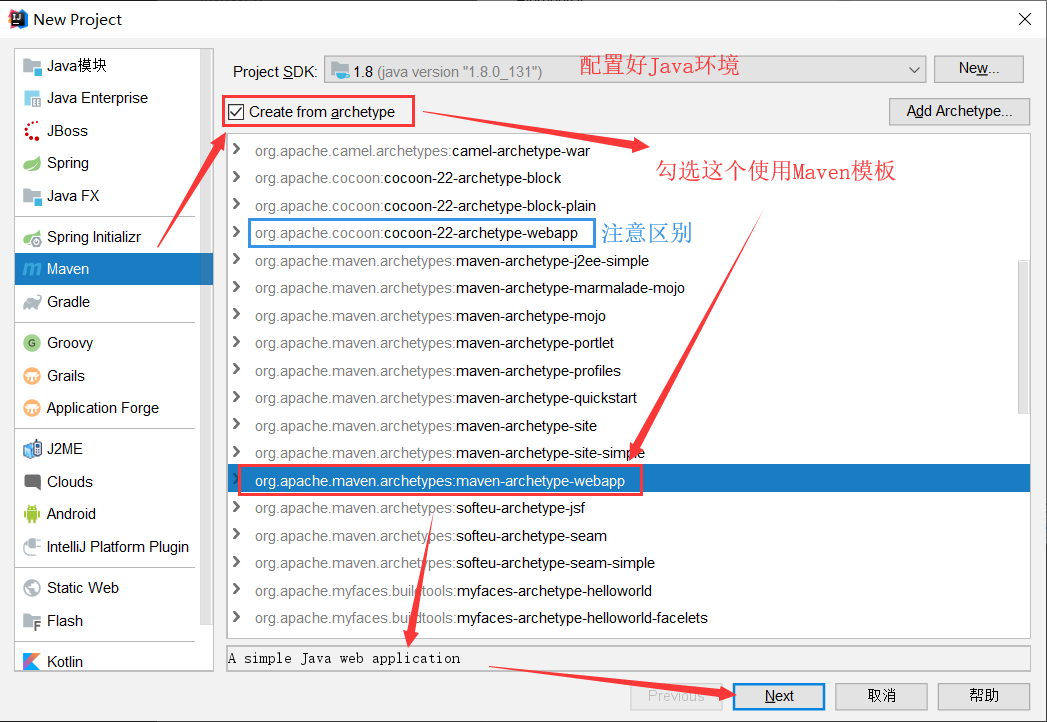 New Project
Java模块
Java Enterprise
JBoss
Spring
Java FX
Spring Initializr
Maven
Gradle
Groovy
Grails
Application Forge
J2ME
Clouds
Android
IntelliJ Platform Plugin
Static Web
Flash
Kotlin
Project SDK: 1.8 (java version "1.8.0_131") 配置好Java环境 New...
Create from archetype Add Archetype...
org.apache.camel.archetypes:camel-archetype-war
勾选这个使用Maven模板
org.apache.cocoon:cocoon-22-archetype-block
org.apache.cocoon:cocoon-22-archetype-block-plain
org.apache.cocoon:cocoon-22-archetype-webapp 注意区别
org.apache.maven.archetypes:maven-archetype-j2ee-simple
org.apache.maven.archetypes:maven-archetype-marmalade-mojo
org.apache.maven.archetypes:maven-archetype-mojo
org.apache.maven.archetypes:maven-archetype-portlet
org.apache.maven.archetypes:maven-archetype-profiles
org.apache.maven.archetypes:maven-archetype-quickstart
org.apache.maven.archetypes:maven-archetype-site
org.apache.maven.archetypes:maven-archetype-site-simple
org.apache.maven.archetypes:maven-archetype-webapp
org.apache.maven.archetypes:softeu-archetype-jsf
org.apache.maven.archetypes:softeu-archetype-seam
org.apache.maven.archetypes:softeu-archetype-seam-simple
org.apache.myfaces.buildtools:myfaces-archetype-helloworld
org.apache.myfaces.buildtools:myfaces-archetype-helloworld-facelets
A simple Java web application
Previous Next 取消 帮助